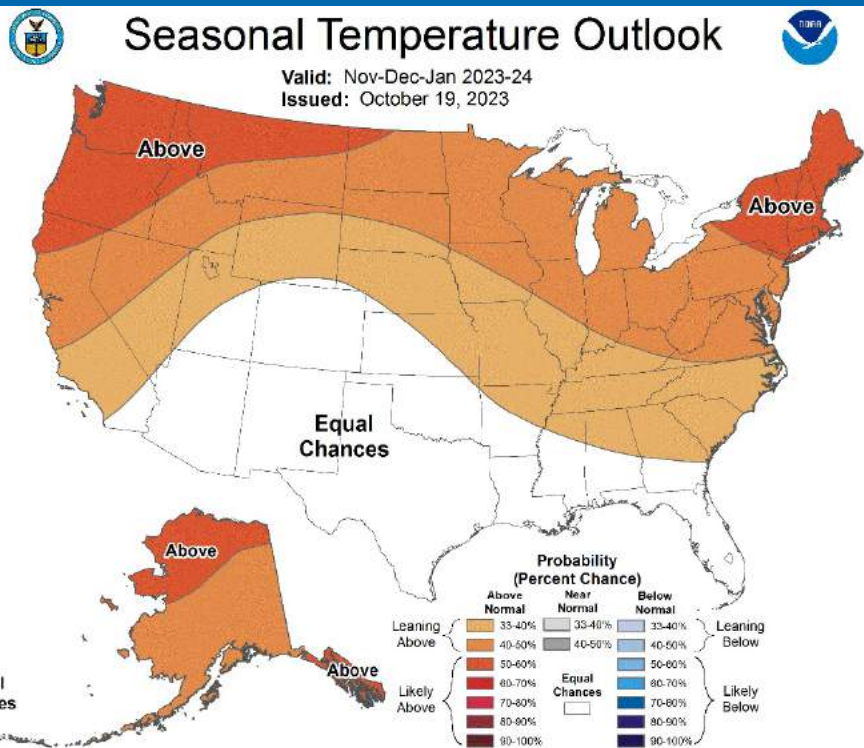 Seasonal Temperature Outlook
NOAA
Valid: Nov-Dec-Jan 2023-24
Issued: October 19, 2023
Above
Above
Equal
Chances
Above
Above
Probability
(Percent Chance)
Above
Normal
Near
Normal
Below
Normal
Leaning
Above
33-40%
33-40%
33-40%
Leaning
Below
40-50%
40-50%
40-50%
Likely
Above
50-60%
50-60%
Likely
Below
60-70%
60-70%
70-80%
70-80%
80-90%
80-90%
90-100%
90-100%
Equal
Chances
l
es